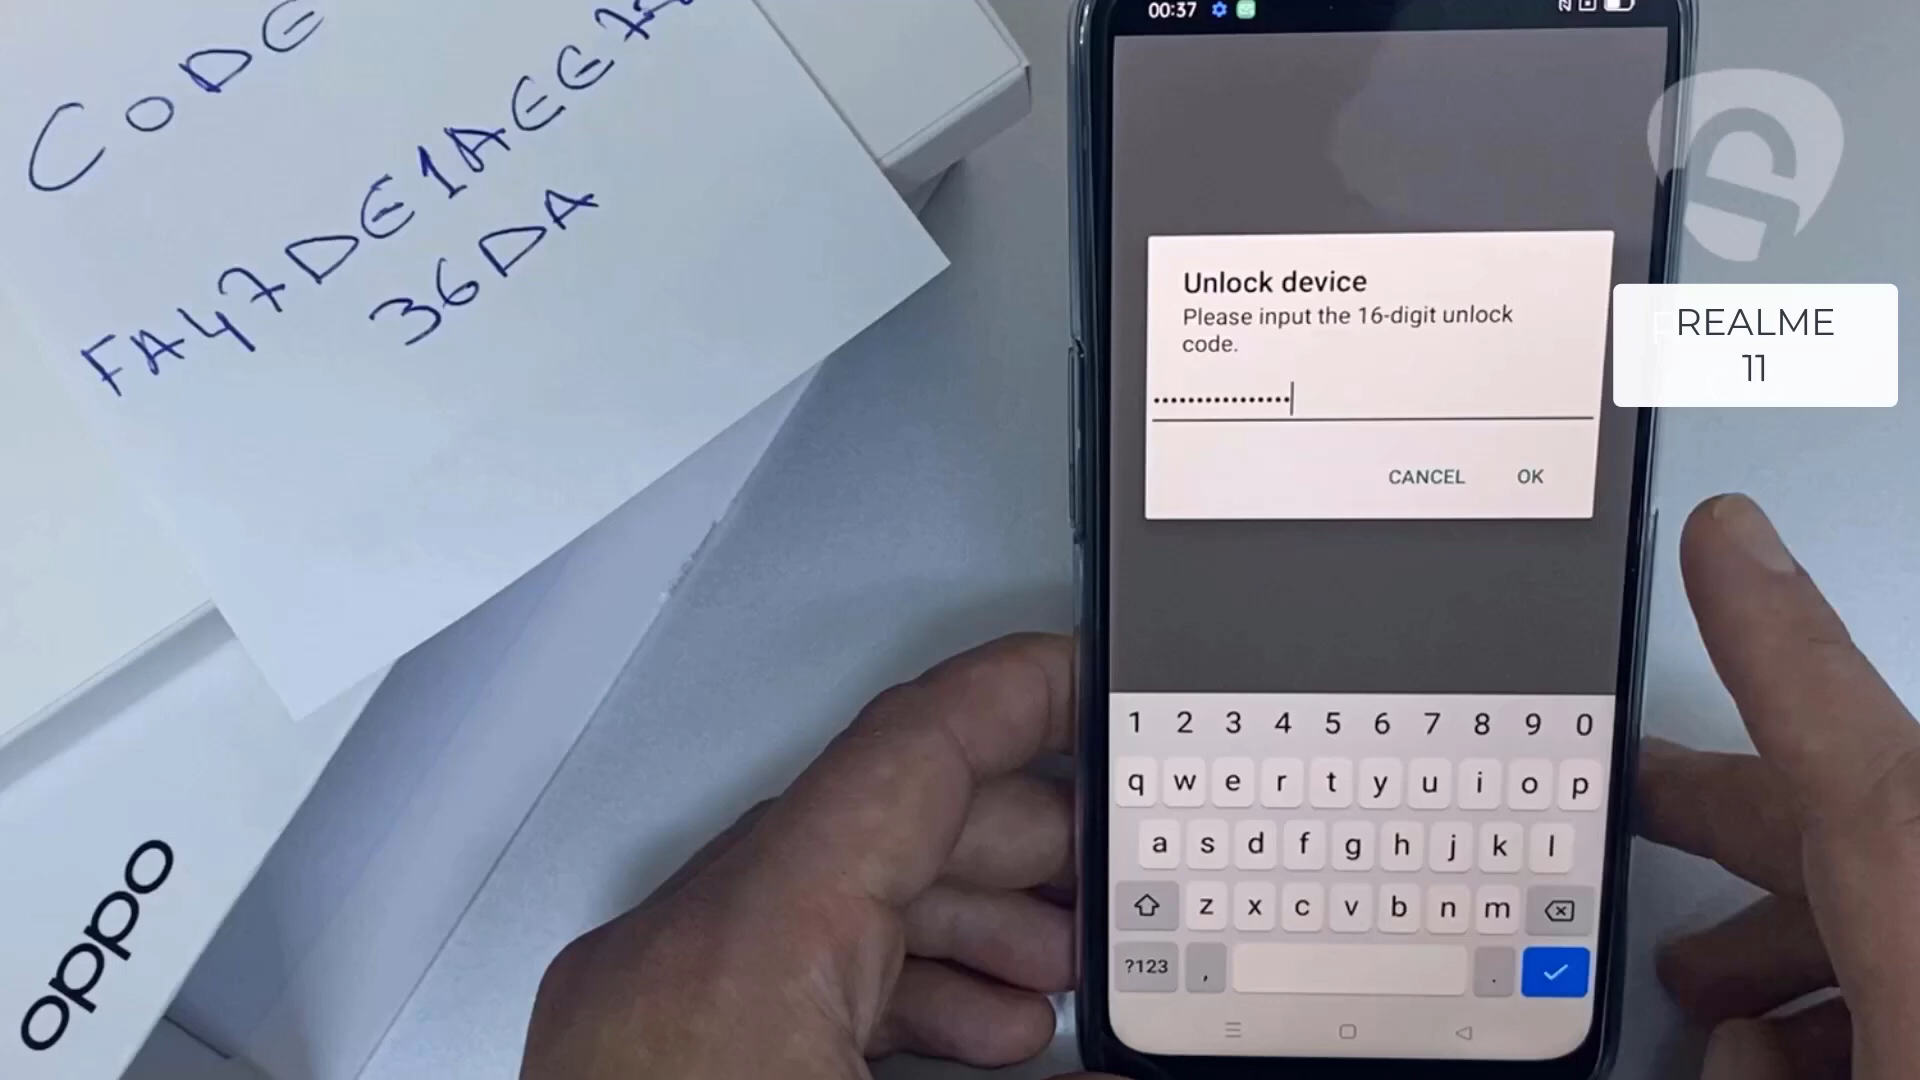 CODE
FA47DE1AEE7
36DA
oppo
00:37
Unlock device
Please input the 16-digit unlock
code.
................
CANCEL OK
REALME
11
1 2 3 4 5 6 7 8 9 0
q w e r t y u i o p
a s d f g h j k l
z x c v b n m
?123 , .